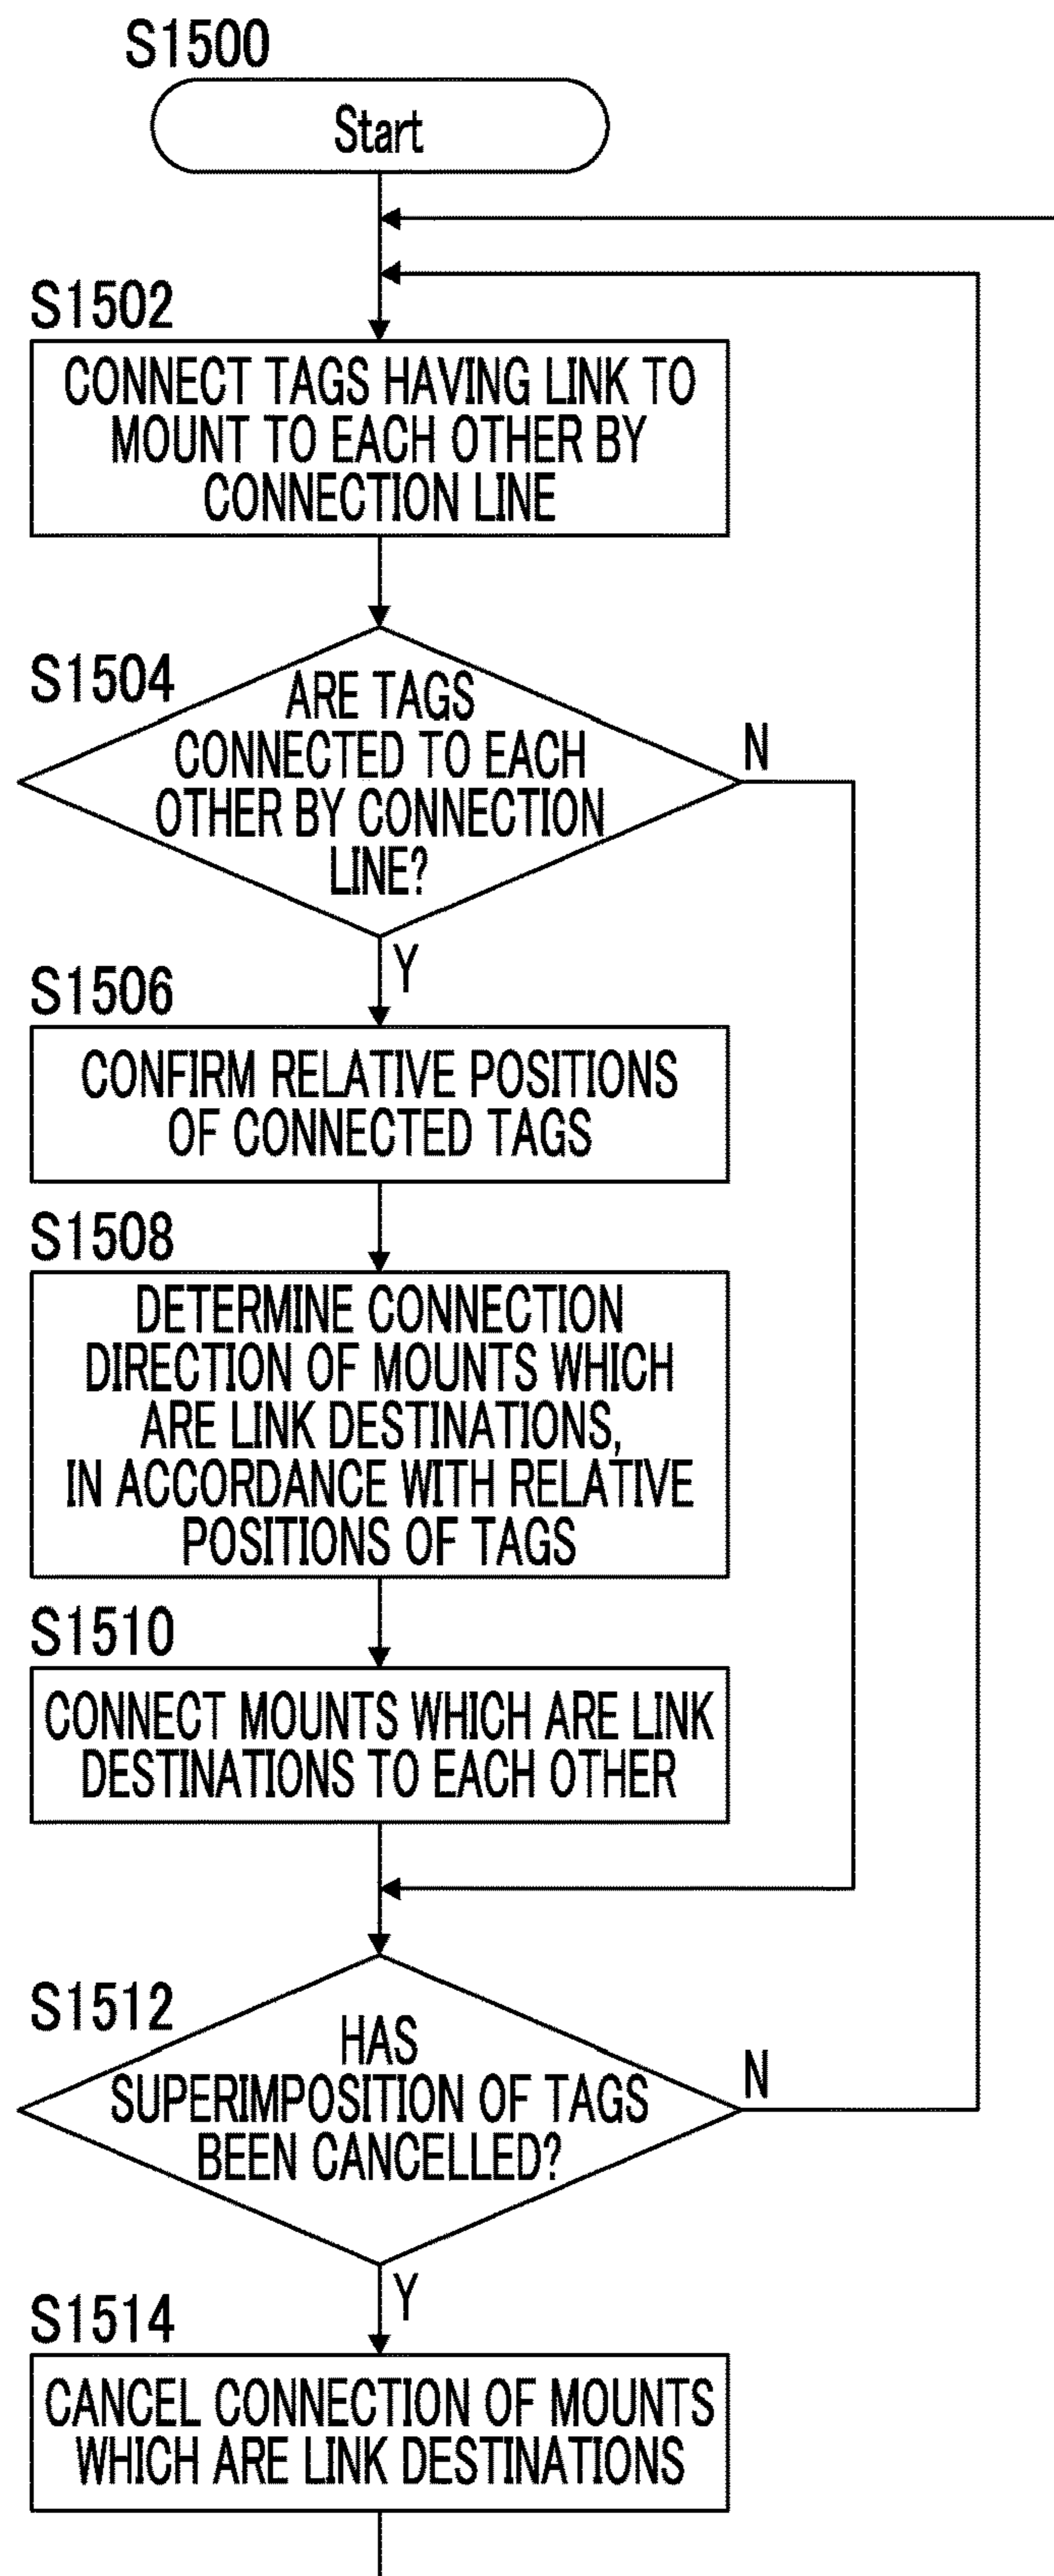 S1500
Start
S1502
CONNECT TAGS HAVING LINK TO
MOUNT TO EACH OTHER BY
CONNECTION LINE
S1504
ARE TAGS
CONNECTED TO EACH
OTHER BY CONNECTION
LINE?
N
Y
S1506
CONFIRM RELATIVE POSITIONS
OF CONNECTED TAGS
S1508
DETERMINE CONNECTION
DIRECTION OF MOUNTS WHICH
ARE LINK DESTINATIONS,
IN ACCORDANCE WITH RELATIVE
POSITIONS OF TAGS
S1510
CONNECT MOUNTS WHICH ARE LINK
DESTINATIONS TO EACH OTHER
S1512
HAS
SUPERIMPOSITION OF TAGS
BEEN CANCELLED?
N
Y
S1514
CANCEL CONNECTION OF MOUNTS
WHICH ARE LINK DESTINATIONS